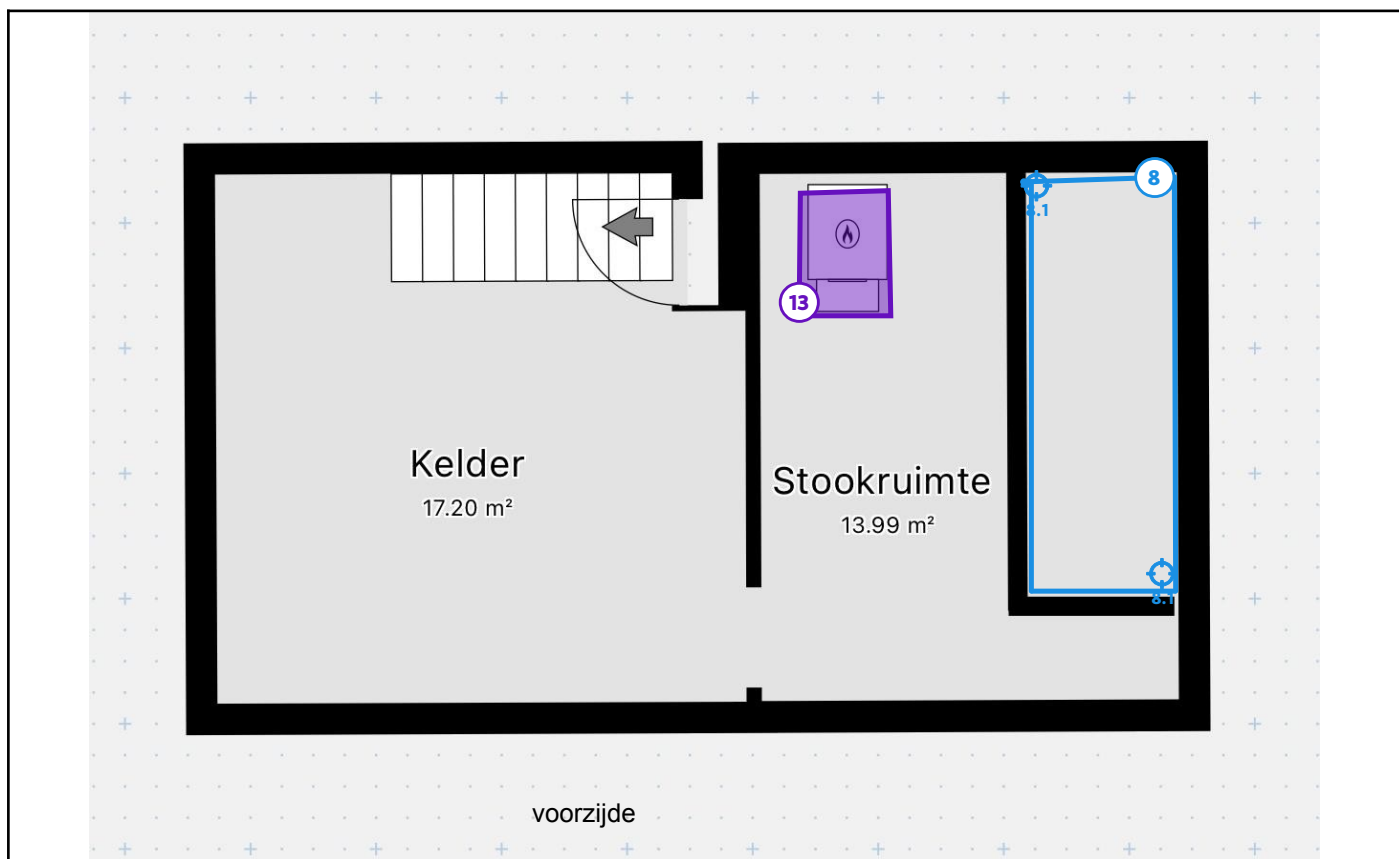 8
8.1
13
Kelder
17.20 m²
Stookruimte
13.99 m²
8.1
voorzijde